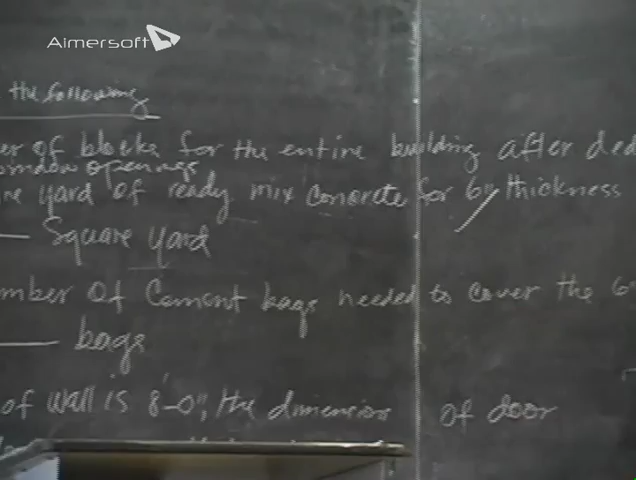 Aimersoft
the following
er of blocks for the entire building after ded
window openings
re yard of ready mix concrete for 6" thickness
Square yard
mber of Cement bags needed to cover the 6"
bags
of wall is 8-0", the dimension of door